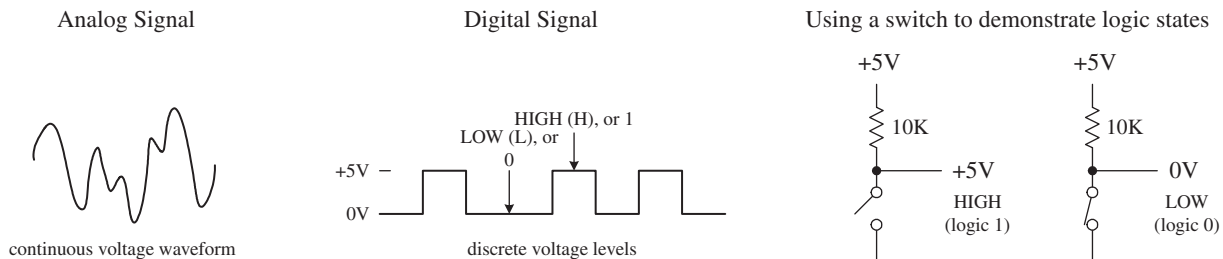 Analog Signal
continuous voltage waveform
Digital Signal
HIGH (H), or 1
LOW (L), or
0
+5V
0V
discrete voltage levels
Using a switch to demonstrate logic states
+5V
10K
+5V
HIGH
(logic 1)
+5V
10K
0V
LOW
(logic 0)